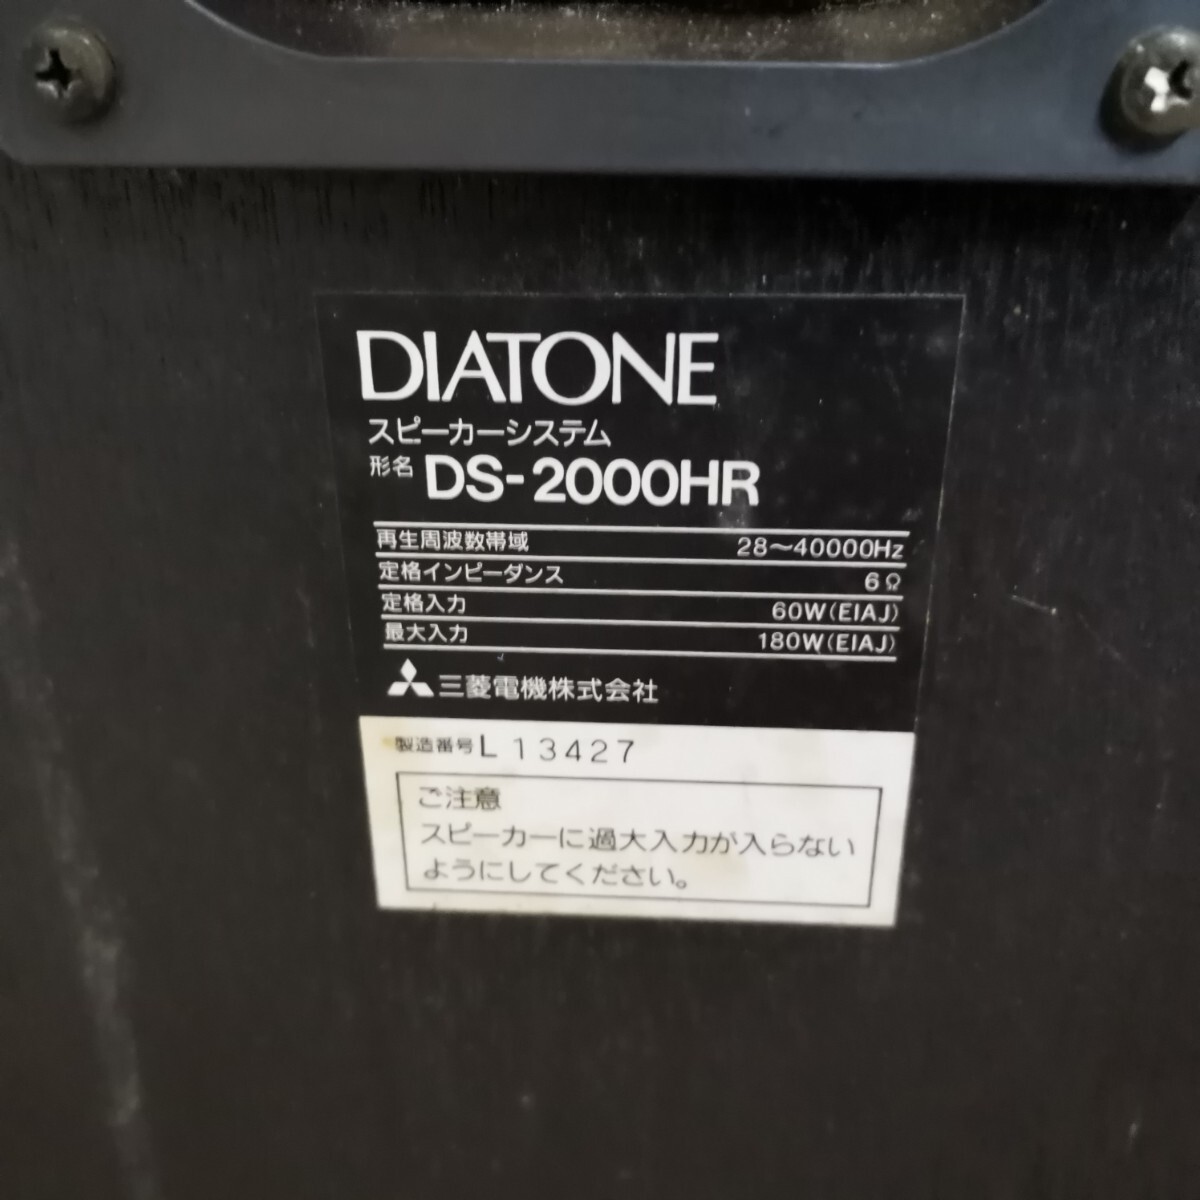 DIATONE
スピーカーシステム
形名 DS-2000HR
再生周波数帯域 28〜40000Hz
定格インピーダンス 6Ω
定格入力 60W(EIAJ)
最大入力 180W(EIAJ)
三菱電機株式会社
製造番号 L 13427
ご注意
スピーカーに過大入力が入らない
ようにしてください。